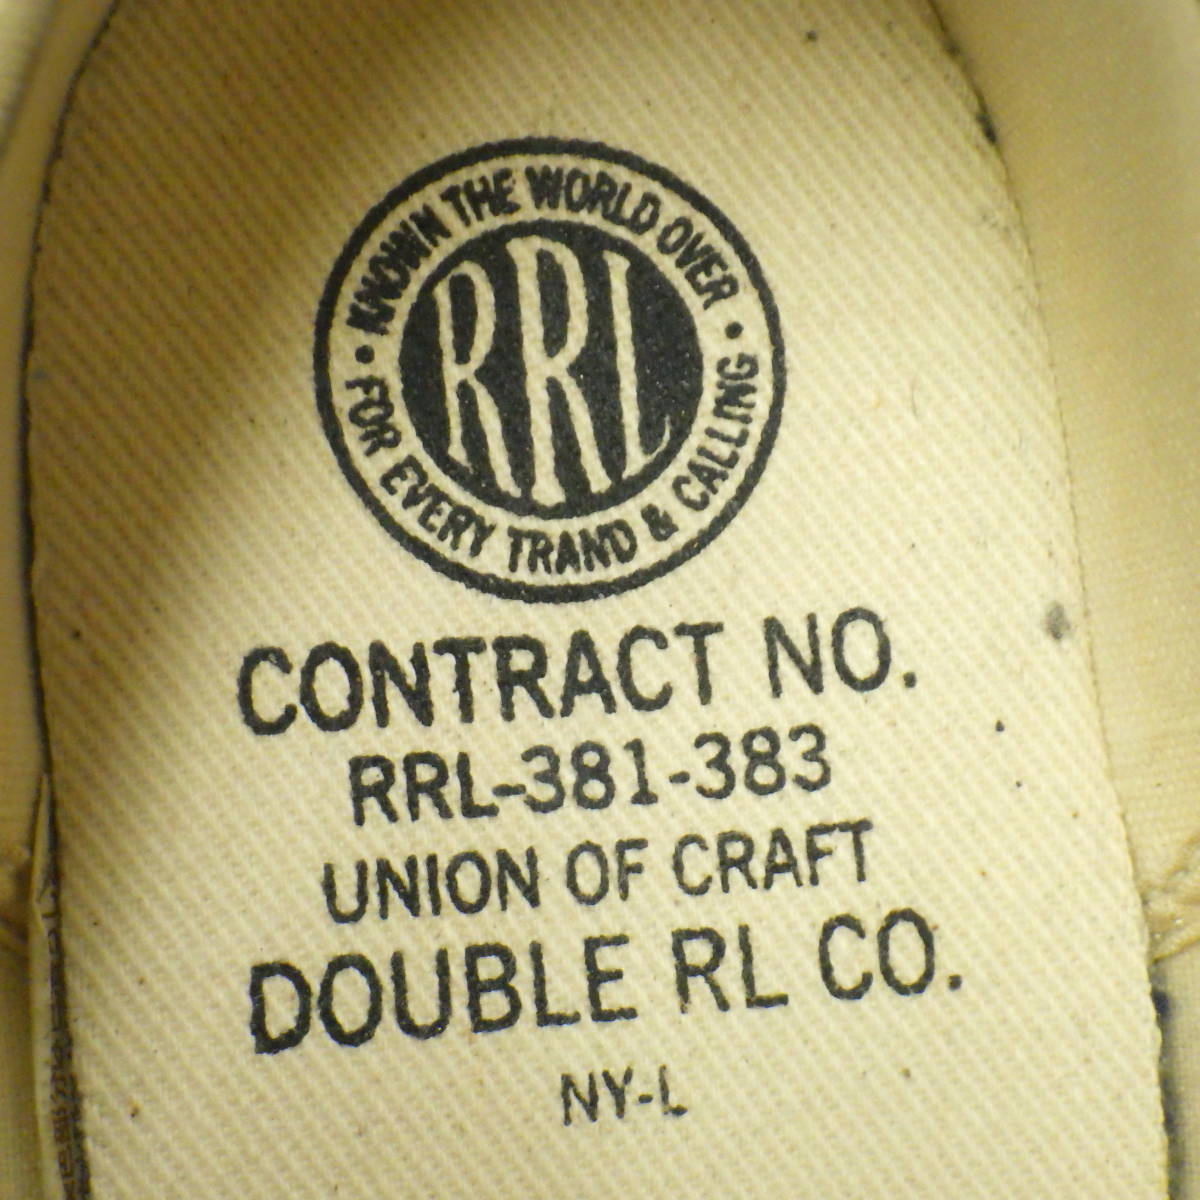 KNOWN THE WORLD OVER
RRL
FOR EVERY TRAND & CALLING
CONTRACT NO.
RRL-381-383
UNION OF CRAFT
DOUBLE RL CO.
NY-L